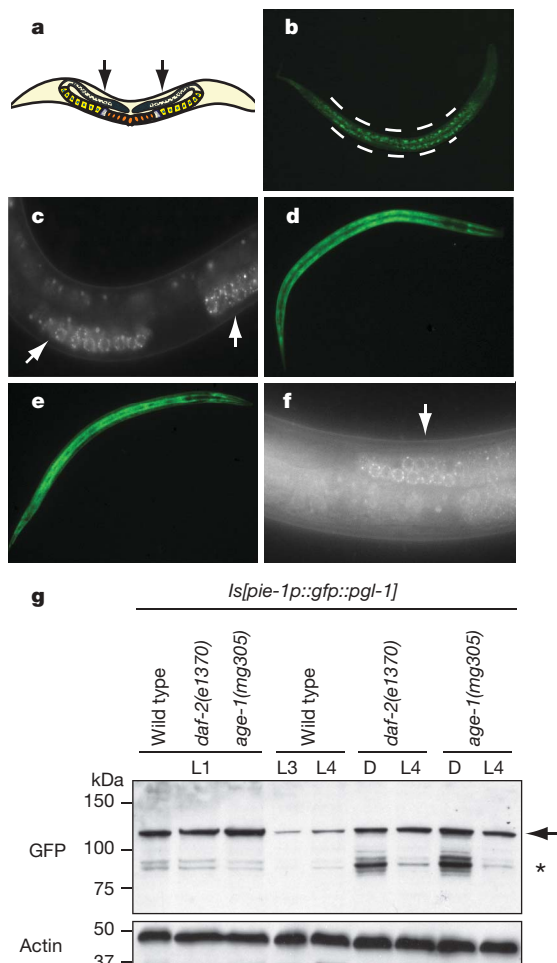 a
b
c
d
e
f
g
Is[pie-1p::gfp::pgl-1]
Wild type
daf-2(e1370)
age-1(mg305)
Wild type
daf-2(e1370)
age-1(mg305)
L1
L3 L4 D L4 D L4
kDa
150
GFP
100
*
75
50
Actin
37